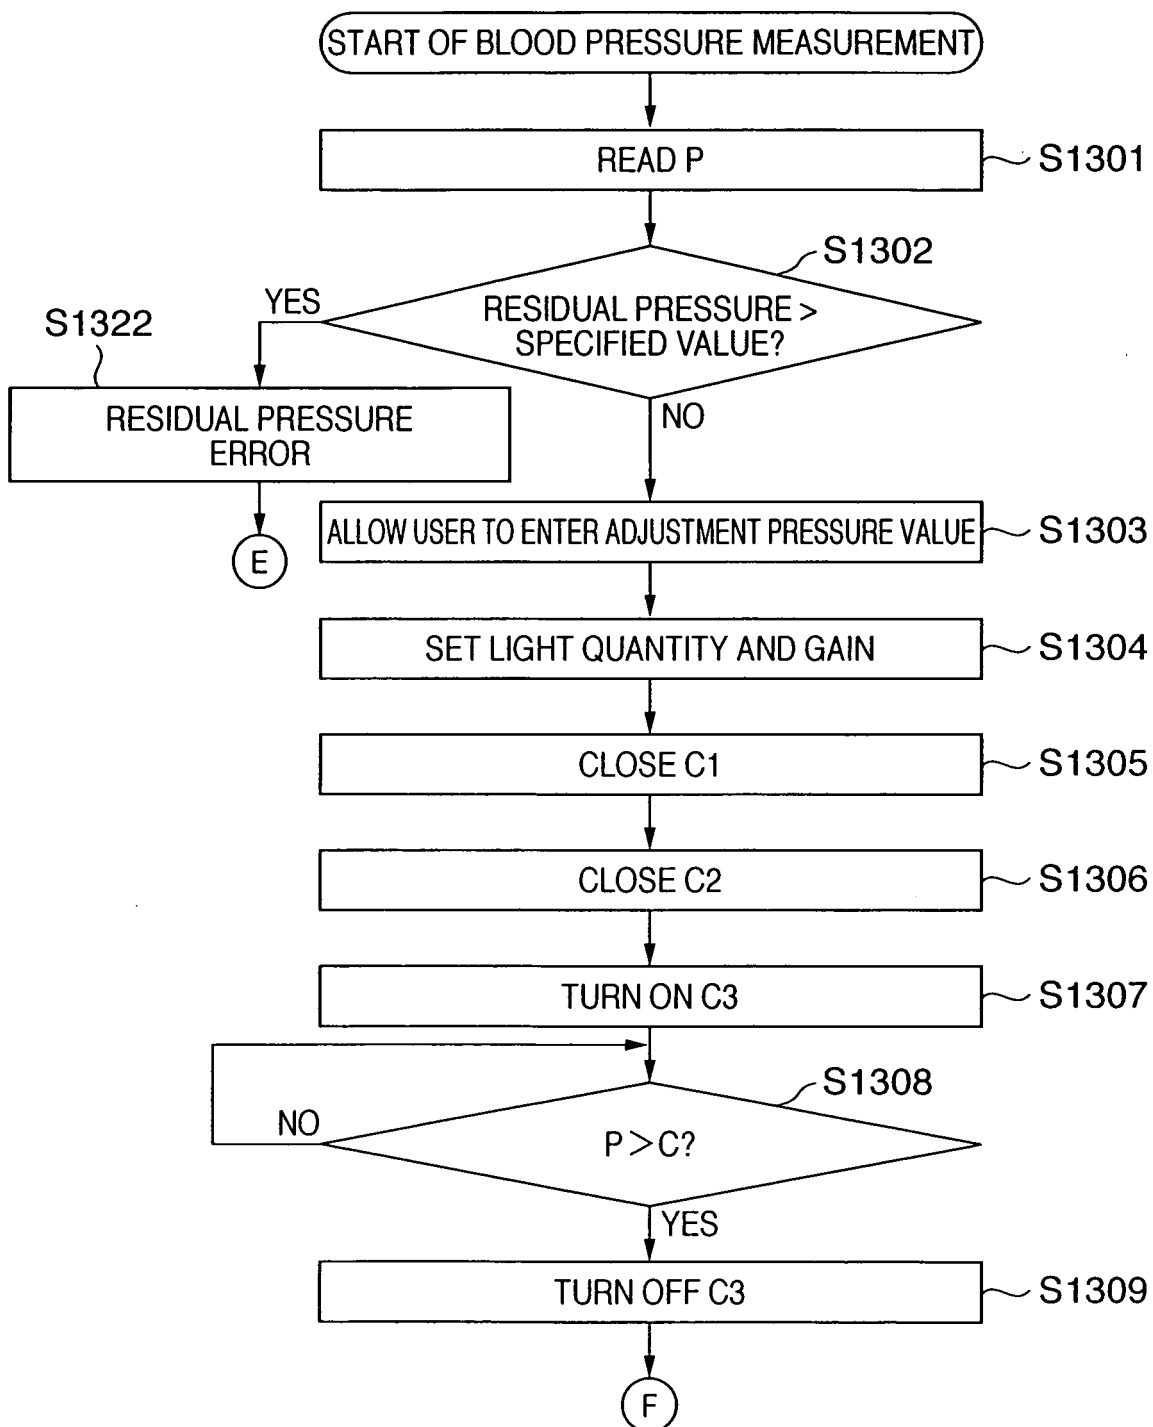 START OF BLOOD PRESSURE MEASUREMENT
READ P
S1301
S1302
RESIDUAL PRESSURE >
SPECIFIED VALUE?
YES
S1322
RESIDUAL PRESSURE
ERROR
E
NO
ALLOW USER TO ENTER ADJUSTMENT PRESSURE VALUE
S1303
SET LIGHT QUANTITY AND GAIN
S1304
CLOSE C1
S1305
CLOSE C2
S1306
TURN ON C3
S1307
S1308
P > C?
NO
YES
TURN OFF C3
S1309
F